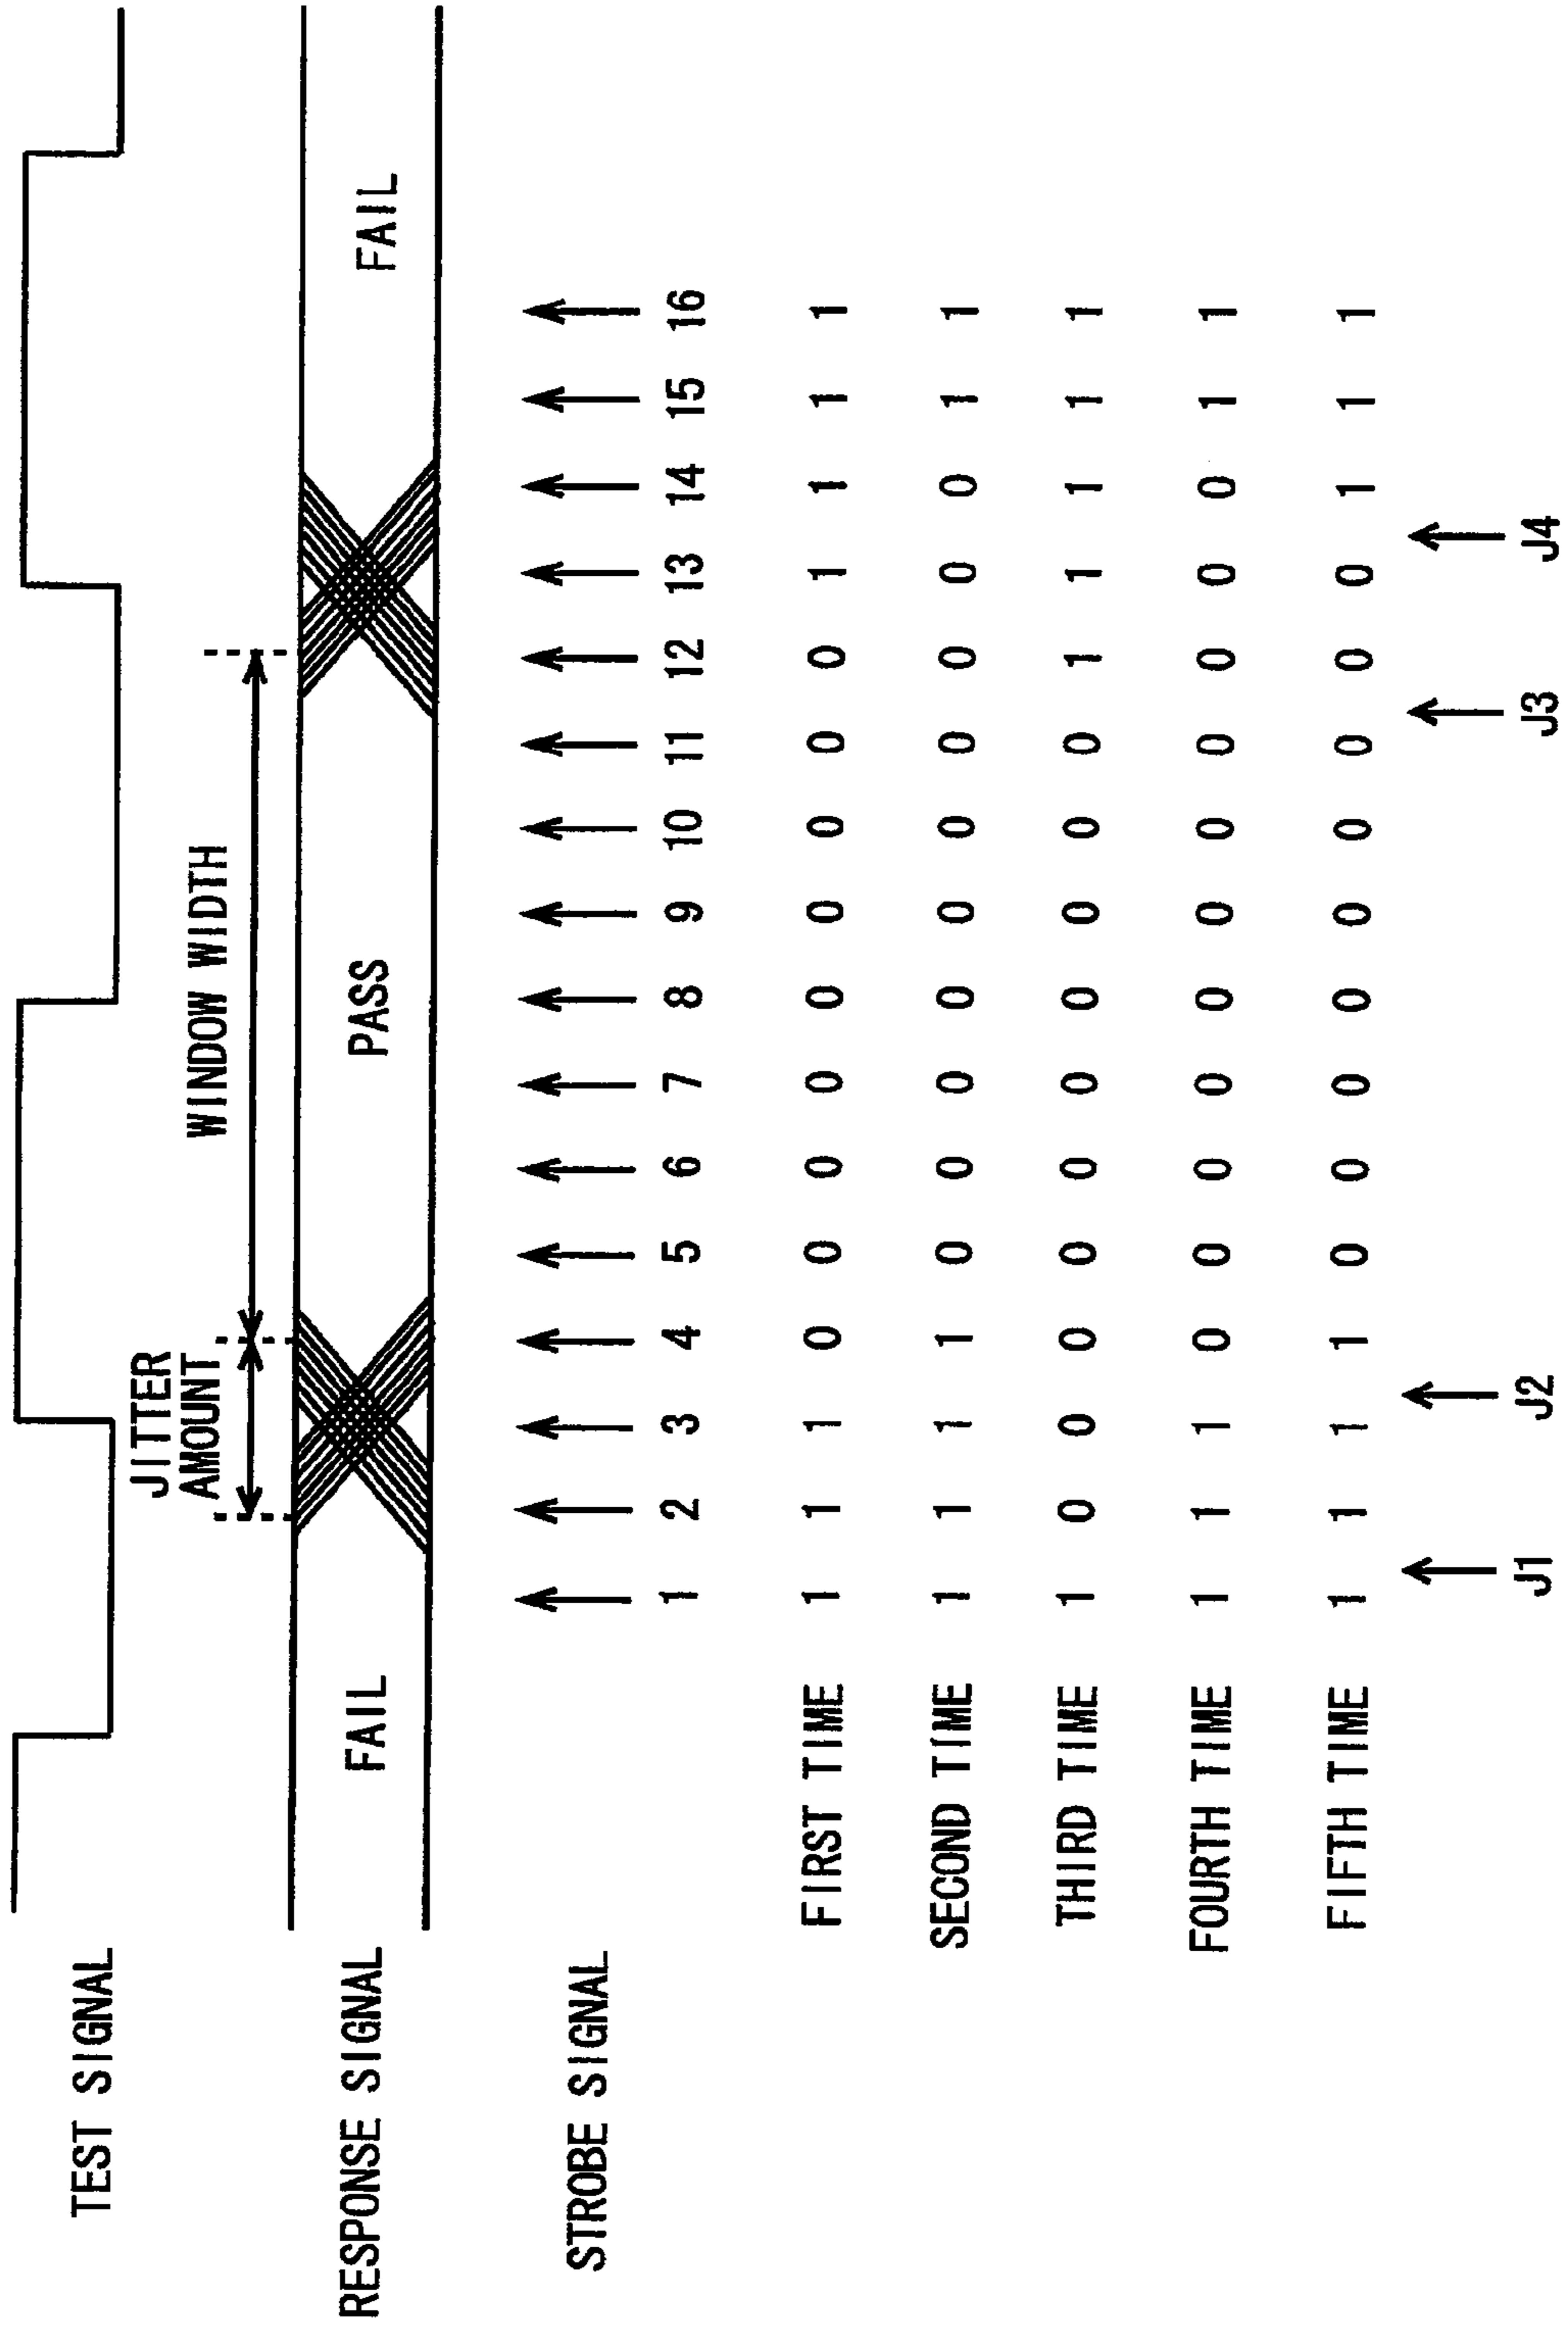 TEST SIGNAL
JITTER
AMOUNT
WINDOW WIDTH
RESPONSE SIGNAL
FAIL PASS FAIL
STROBE SIGNAL
1 2 3 4 5 6 7 8 9 10 11 12 13 14 15 16
FIRST TIME 1 1 1 0 0 0 0 0 0 0 0 0 1 1 1 1
SECOND TIME 1 1 1 1 0 0 0 0 0 0 0 0 0 0 1 1
THIRD TIME 1 0 0 0 0 0 0 0 0 0 0 1 1 1 1 1
FOURTH TIME 1 1 1 0 0 0 0 0 0 0 0 0 0 0 1 1
FIFTH TIME 1 1 1 1 0 0 0 0 0 0 0 0 0 1 1 1
J1 J2 J3 J4